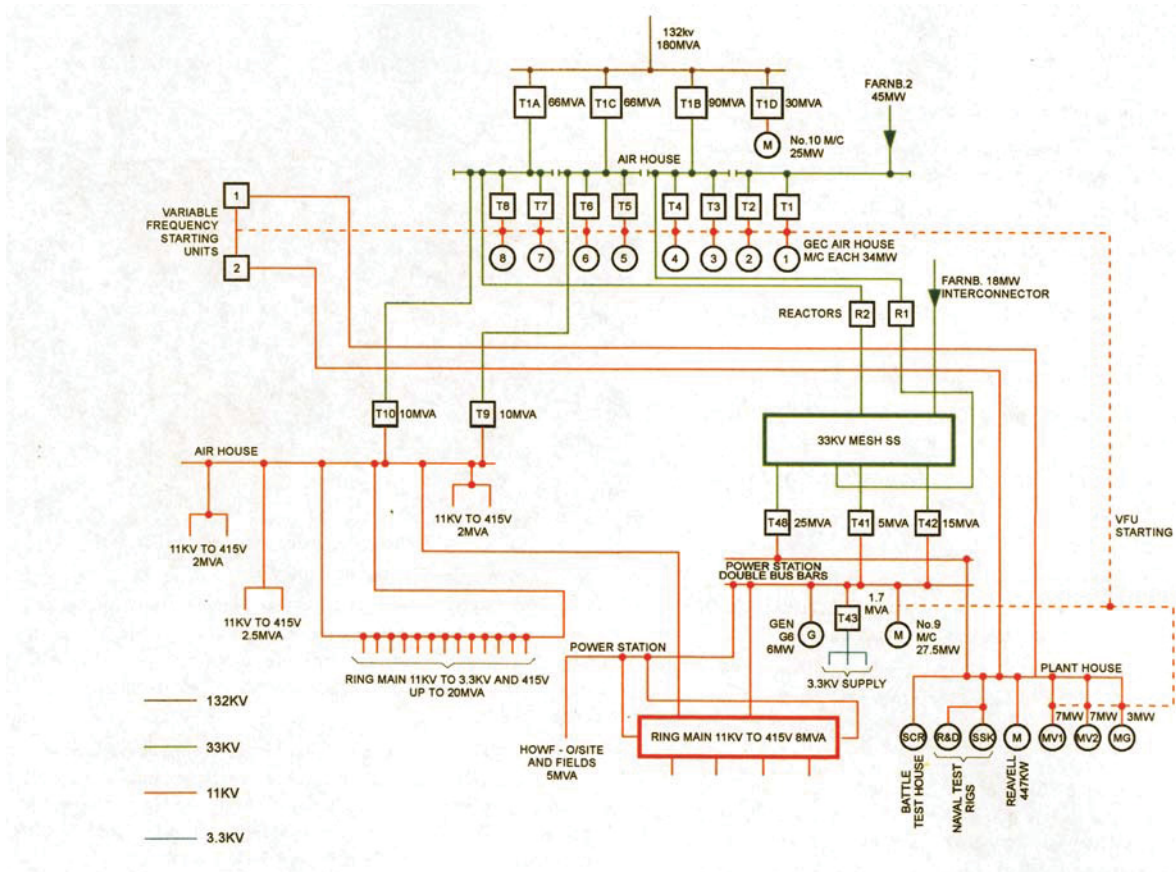 132kv
180MVA
T1A
66MVA
T1C
66MVA
T1B
90MVA
T1D
30MVA
FARNB.2
45MW
M
No.10 M/C
25MW
AIR HOUSE
1
VARIABLE
FREQUENCY
STARTING
UNITS
2
T8
T7
T6
T5
T4
T3
T2
T1
8
7
6
5
4
3
2
1
GEC AIR HOUSE
M/C EACH 34MW
FARNB. 18MW
INTERCONNECTOR
REACTORS
R2
R1
T10
10MVA
T9
10MVA
33KV MESH SS
AIR HOUSE
11KV TO 415V
2MVA
11KV TO 415V
2MVA
11KV TO 415V
2.5MVA
T48
25MVA
T41
5MVA
T42
15MVA
VFU
STARTING
POWER STATION
DOUBLE BUS BARS
1.7
MVA
GEN
G6
6MW
G
T43
M
No.9
M/C
27.5MW
3.3KV SUPPLY
RING MAIN 11KV TO 3.3KV AND 415V
UP TO 20MVA
POWER STATION
PLANT HOUSE
HOWF - O/SITE
AND FIELDS
5MVA
RING MAIN 11KV TO 415V 6MVA
7MW
7MW
3MW
SCR
R&D
SSK
M
MV1
MV2
MG
BATTLE
TEST HOUSE
NAVAL TEST
RIGS
REAVELL
447KW
132KV
33KV
11KV
3.3KV